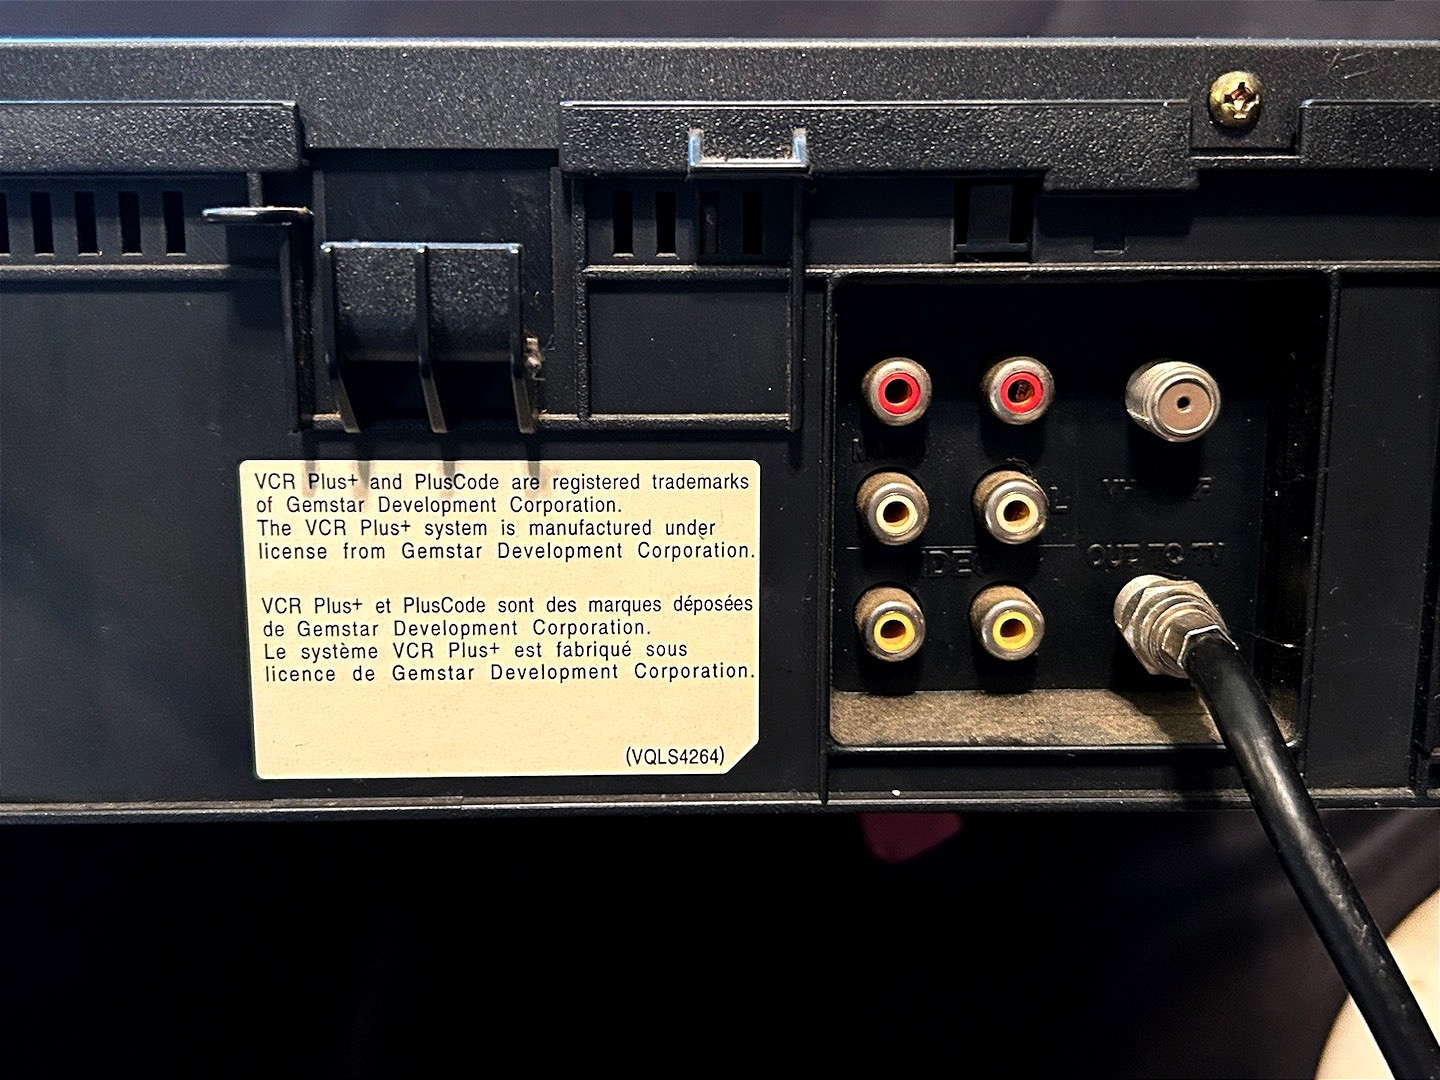 VCR Plus+ and PlusCode are registered trademarks
of Gemstar Development Corporation.
The VCR Plus+ system is manufactured under
license from Gemstar Development Corporation.
VCR Plus+ et PlusCode sont des marques déposées
de Gemstar Development Corporation.
Le système VCR Plus+ est fabriqué sous
licence de Gemstar Development Corporation.
(VQLS4264)
L
OUT TO TV